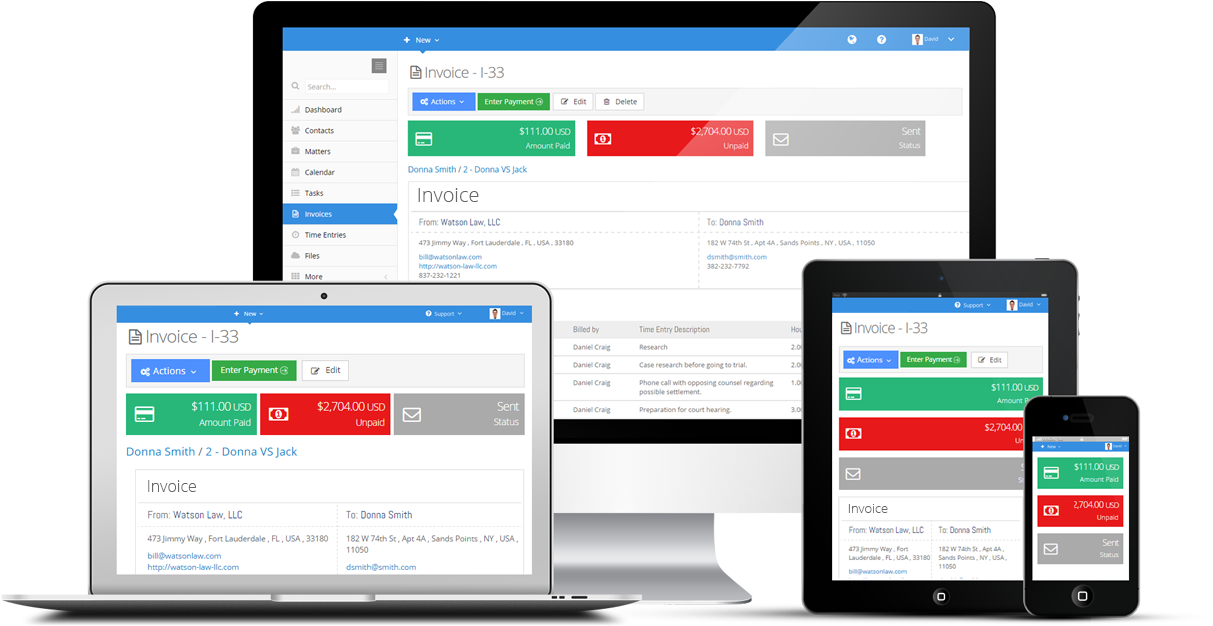 + New
David
Invoice - I-33
Search...
Actions
Enter Payment
Edit
Delete
Dashboard
Contacts
Matters
Calendar
Tasks
Invoices
Time Entries
Files
More
$111.00 USD
Amount Paid
$2,704.00 USD
Unpaid
Sent
Status
Donna Smith / 2 - Donna VS Jack
Invoice
From: Watson Law, LLC
To: Donna Smith
473 Jimmy Way , Fort Lauderdale , FL , USA , 33180
182 W 74th St , Apt 4A , Sands Points , NY , USA , 11050
bill@watsonlaw.com
dsmith@smith.com
http://watson-law-llc.com
382-232-7792
837-232-1221
Billed by Time Entry Description
Daniel Craig Research 2.0
Daniel Craig Case research before going to trial. 2.0
Daniel Craig Phone call with opposing counsel regarding 1.0
possible settlement.
Daniel Craig Preparation for court hearing. 3.0
+ New
Support
David
Invoice - I-33
Actions
Enter Payment
Edit
$111.00 USD
Amount Paid
$2,704.00 USD
Unpaid
Sent
Status
Donna Smith / 2 - Donna VS Jack
Invoice
From: Watson Law, LLC
To: Donna Smith
473 Jimmy Way , Fort Lauderdale , FL , USA , 33180
182 W 74th St , Apt 4A , Sands Points , NY , USA ,
11050
bill@watsonlaw.com
http://watson-law-llc.com
dsmith@smith.com
Support
David
Invoice - I-33
Actions
Enter Payment
Edit
$111.00 USD
Amount
$2,704.00
Invoice
From: Watson Law, LLC
To: Donna Smith
473 Jimmy Way , Fort
Lauderdale , FL , USA , 33180
182 W 74th St , Apt 4A ,
Sands Points , NY , USA ,
11050
bill@watsonlaw.com
+ New
David
$111.00 USD
Amount Paid
2,704.00 USD
Unpaid
Sent
Status